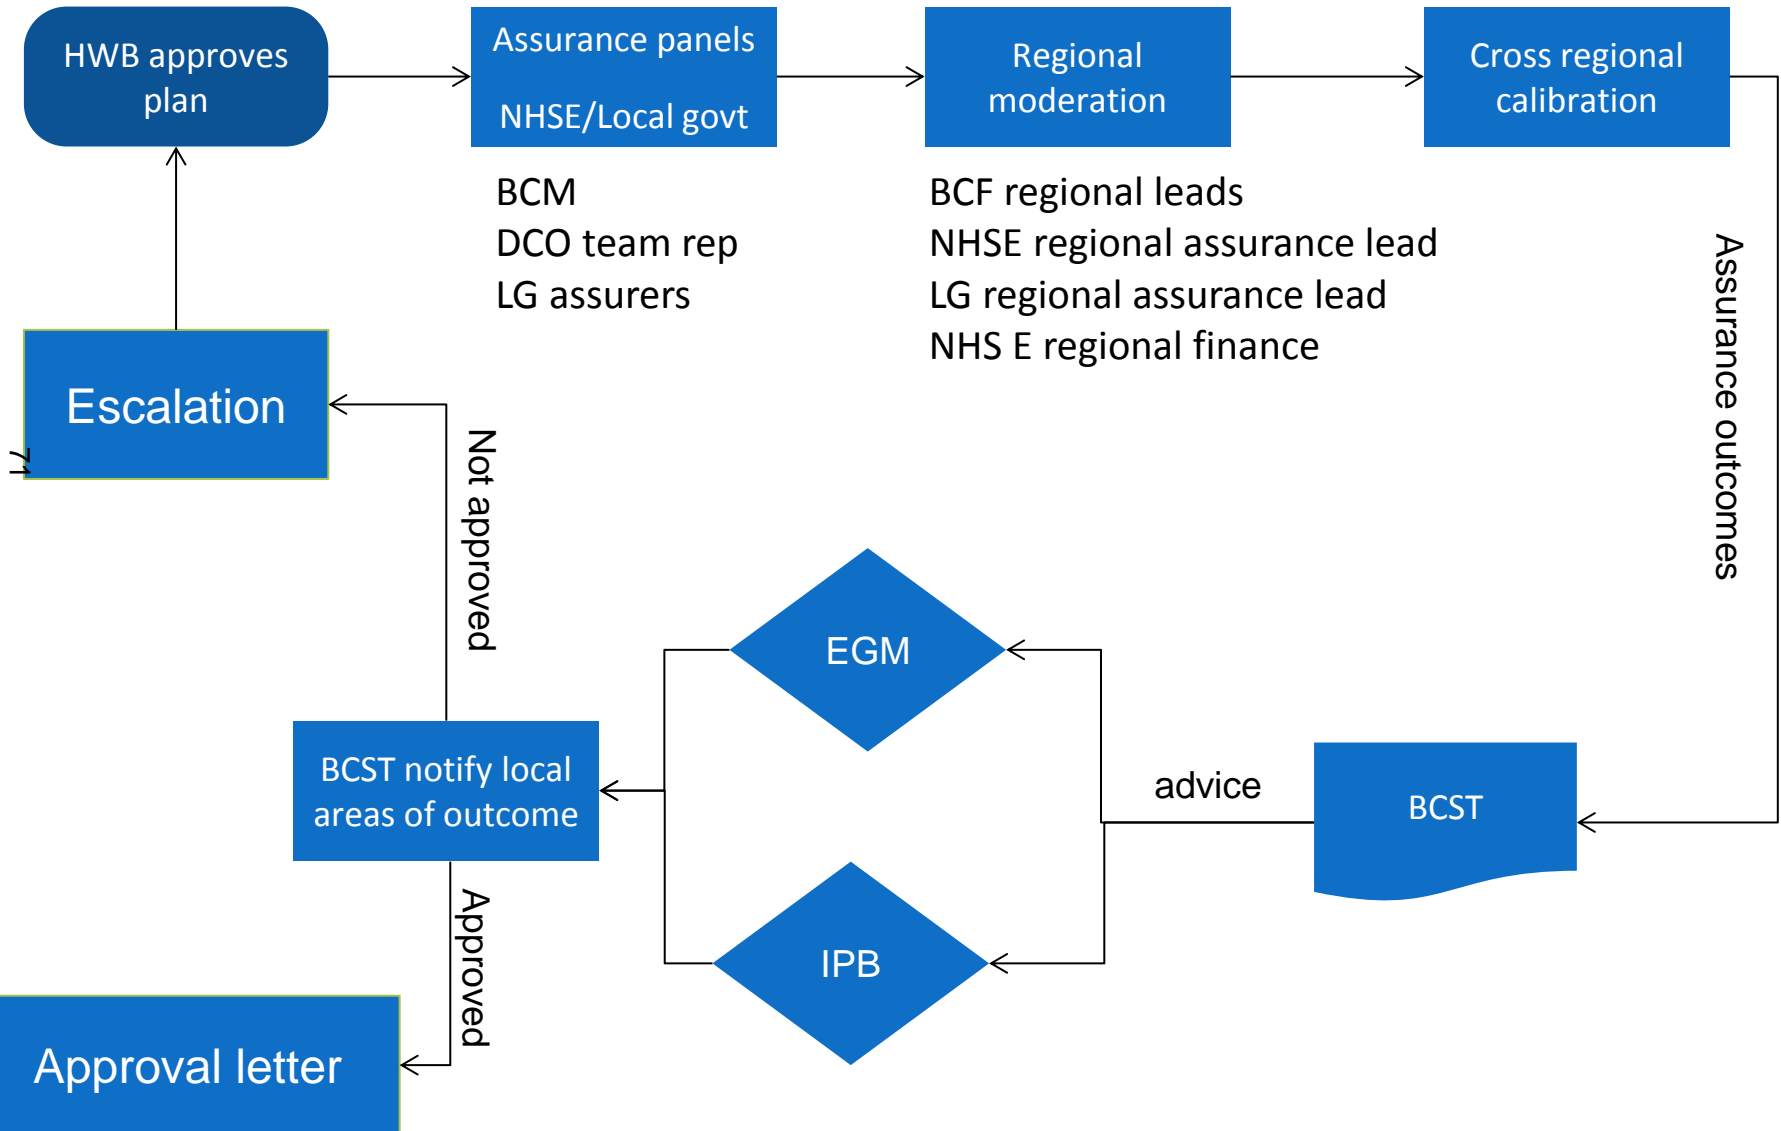 HWB approves
plan
Assurance panels
NHSE/Local govt
Regional
moderation
Cross regional
calibration
BCM
DCO team rep
LG assurers
BCF regional leads
NHSE regional assurance lead
LG regional assurance lead
NHS E regional finance
Assurance outcomes
Escalation
71
Not approved
EGM
BCST notify local
areas of outcome
advice
BCST
Approved
IPB
Approval letter